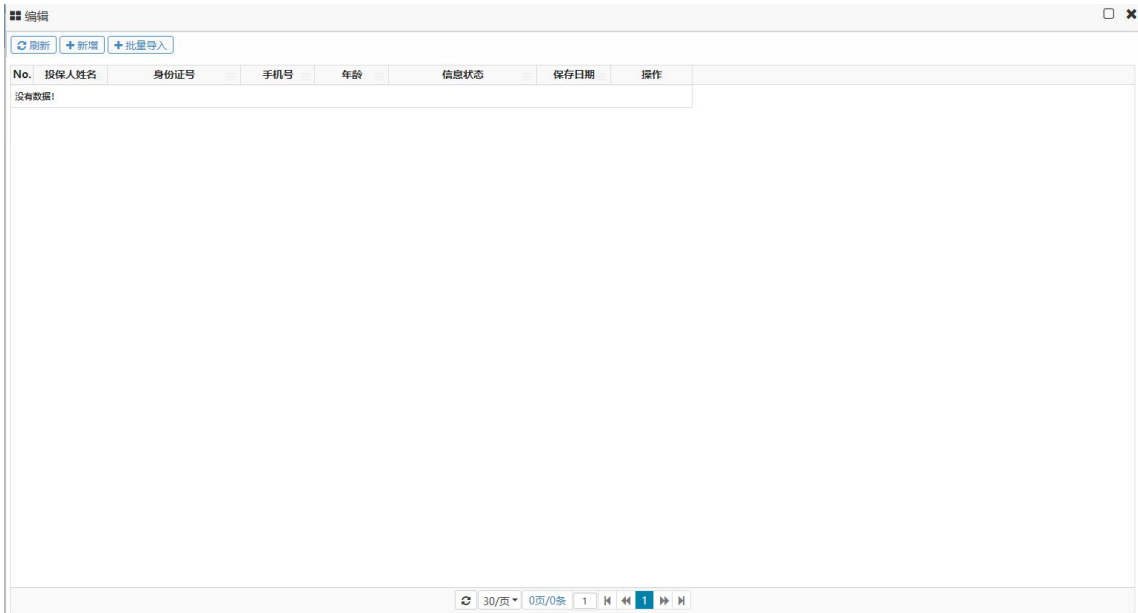 编辑
刷新 新增 批量导入
No. 投保人姓名 身份证号 手机号 年龄 信息状态 保存日期 操作
没有数据!
30/页 0页/0条 1 1